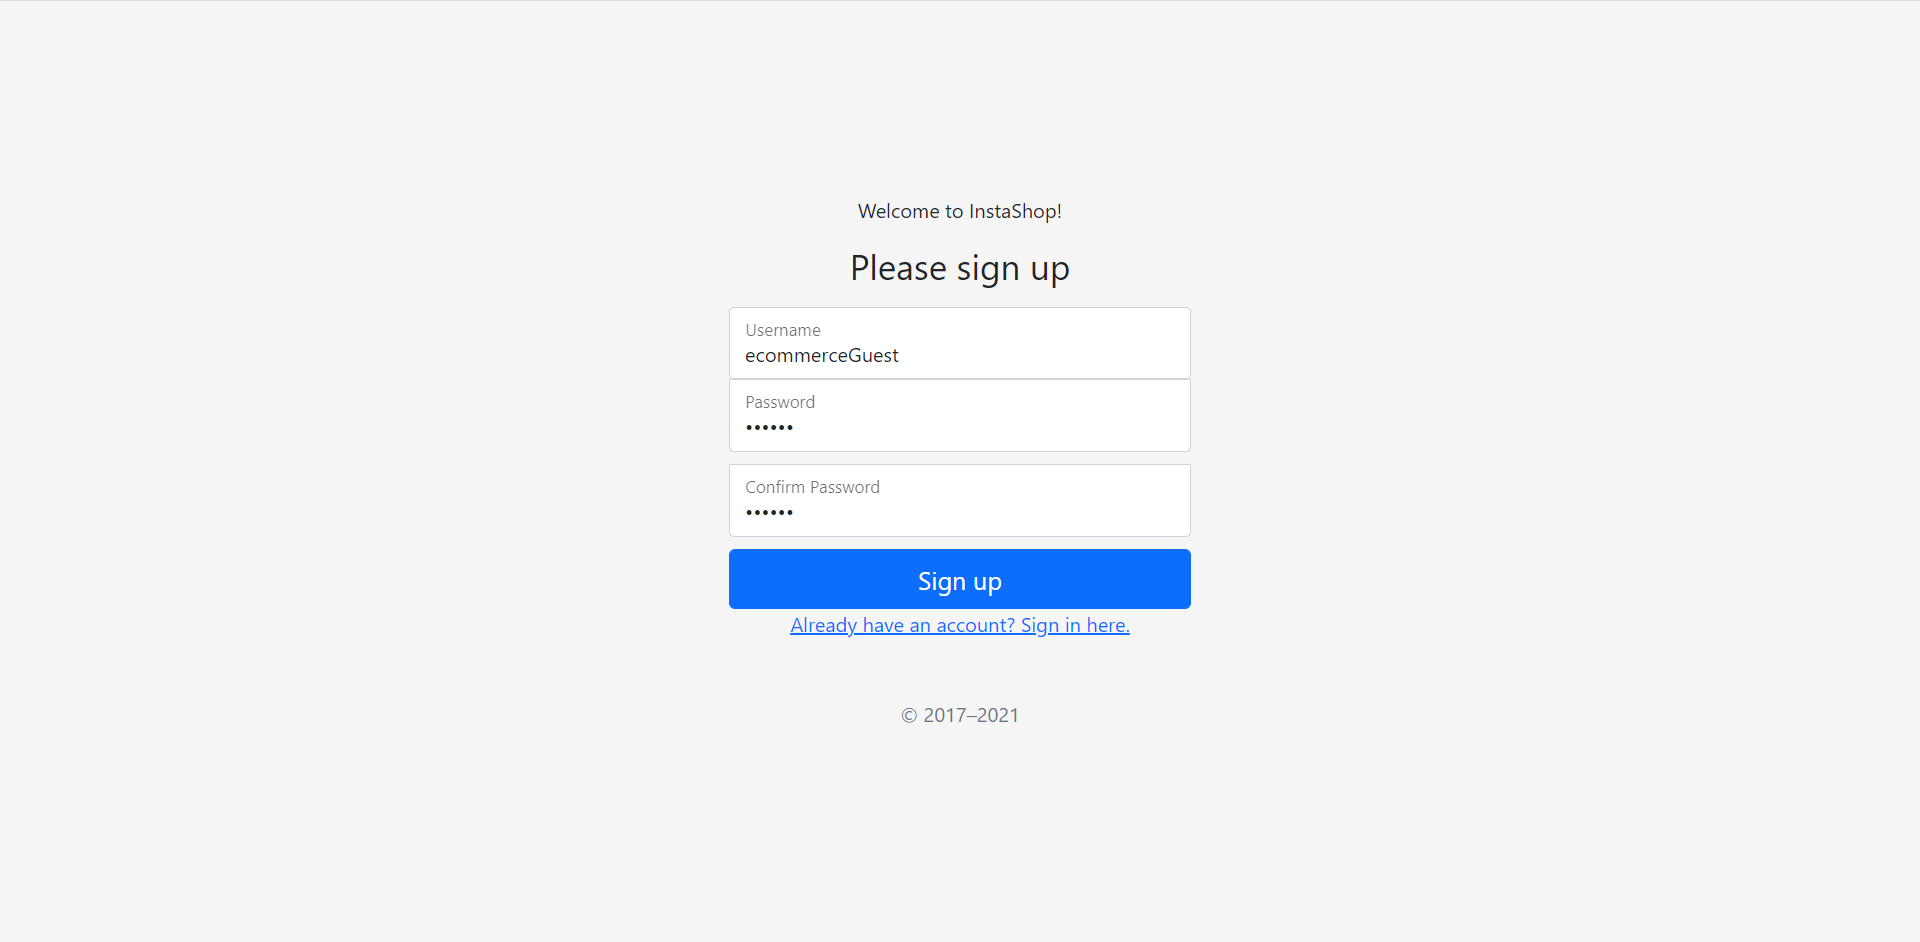 Welcome to InstaShop!
Please sign up
Username
ecommerceGuest
Password
••••••
Confirm Password
••••••
Sign up
Already have an account? Sign in here.
© 2017–2021